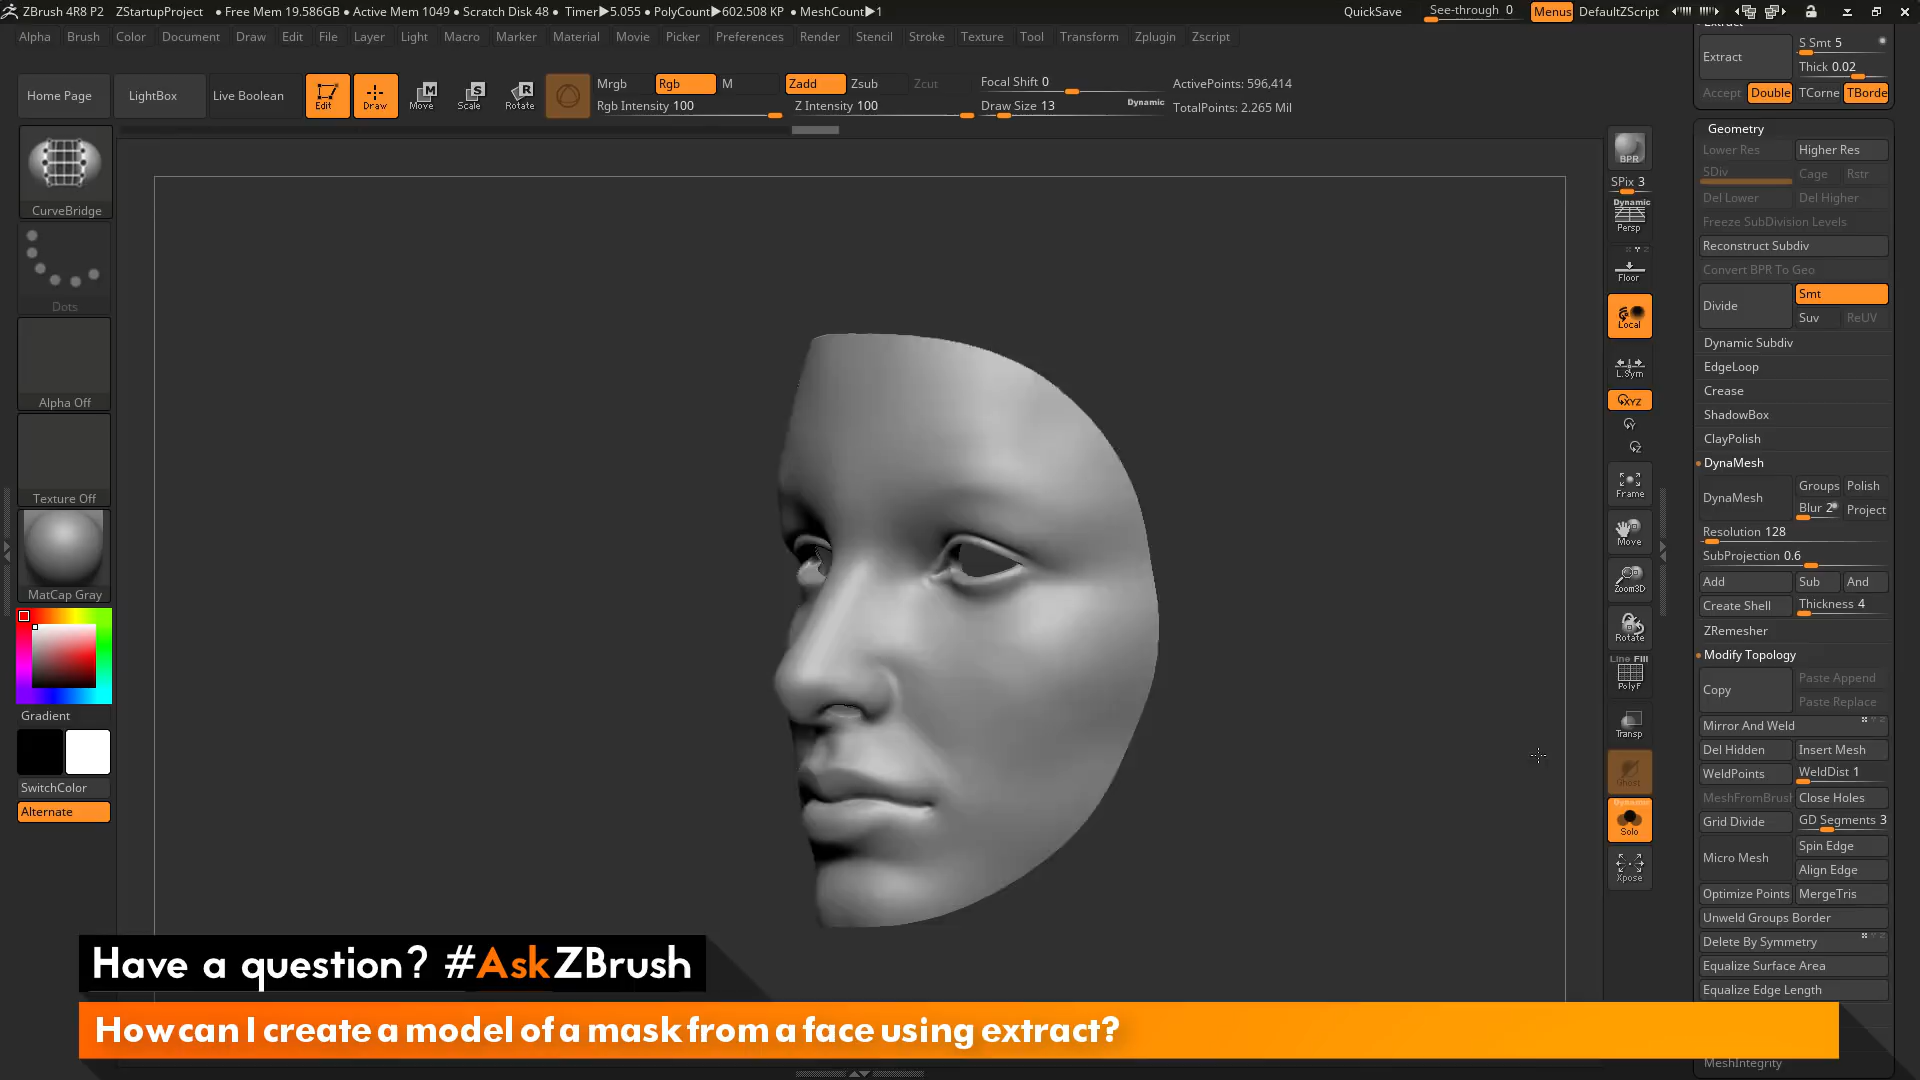 ZBrush 4R8 P2 ZStartupProject • Free Mem 19.586GB • Active Mem 1049 • Scratch Disk 48 • Timer▶5.055 • PolyCount▶602.508 KP • MeshCount▶1 QuickSave See-through 0 Menus DefaultZScript
Alpha Brush Color Document Draw Edit File Layer Light Macro Marker Material Movie Picker Preferences Render Stencil Stroke Texture Tool Transform Zplugin Zscript
Home Page LightBox Live Boolean Edit Draw Move Scale Rotate
Mrgb Rgb M Zadd Zsub Zcut Focal Shift 0 ActivePoints: 596,414
Rgb Intensity 100 Z Intensity 100 Draw Size 13 Dynamic TotalPoints: 2.265 Mil
CurveBridge
Dots
Alpha Off
Texture Off
MatCap Gray
Gradient
SwitchColor
Alternate
BPR
SPix 3
Dynamic
Persp
Floor
Local
L.Sym
XYZ
Y
Z
Frame
Move
Zoom3D
Rotate
Line Fill
PolyF
Transp
Ghost
Dynamic
Solo
Xpose
Extract
Extract S Smt 5
Thick 0.02
Accept Double TCorne TBorde
Geometry
Lower Res Higher Res
SDiv Cage Rstr
Del Lower Del Higher
Freeze SubDivision Levels
Reconstruct Subdiv
Convert BPR To Geo
Divide Smt
Suv ReUV
Dynamic Subdiv
EdgeLoop
Crease
ShadowBox
ClayPolish
DynaMesh
DynaMesh Groups Polish
Blur 2 Project
Resolution 128
SubProjection 0.6
Add Sub And
Create Shell Thickness 4
ZRemesher
Modify Topology
Copy Paste Append
Paste Replace
Mirror And Weld
Del Hidden Insert Mesh
WeldPoints WeldDist 1
MeshFromBrush Close Holes
Grid Divide GD Segments 3
Micro Mesh Spin Edge
Align Edge
Optimize Points MergeTris
Unweld Groups Border
Delete By Symmetry
Equalize Surface Area
Equalize Edge Length
MeshIntegrity
Have a question? #AskZBrush
How can I create a model of a mask from a face using extract?